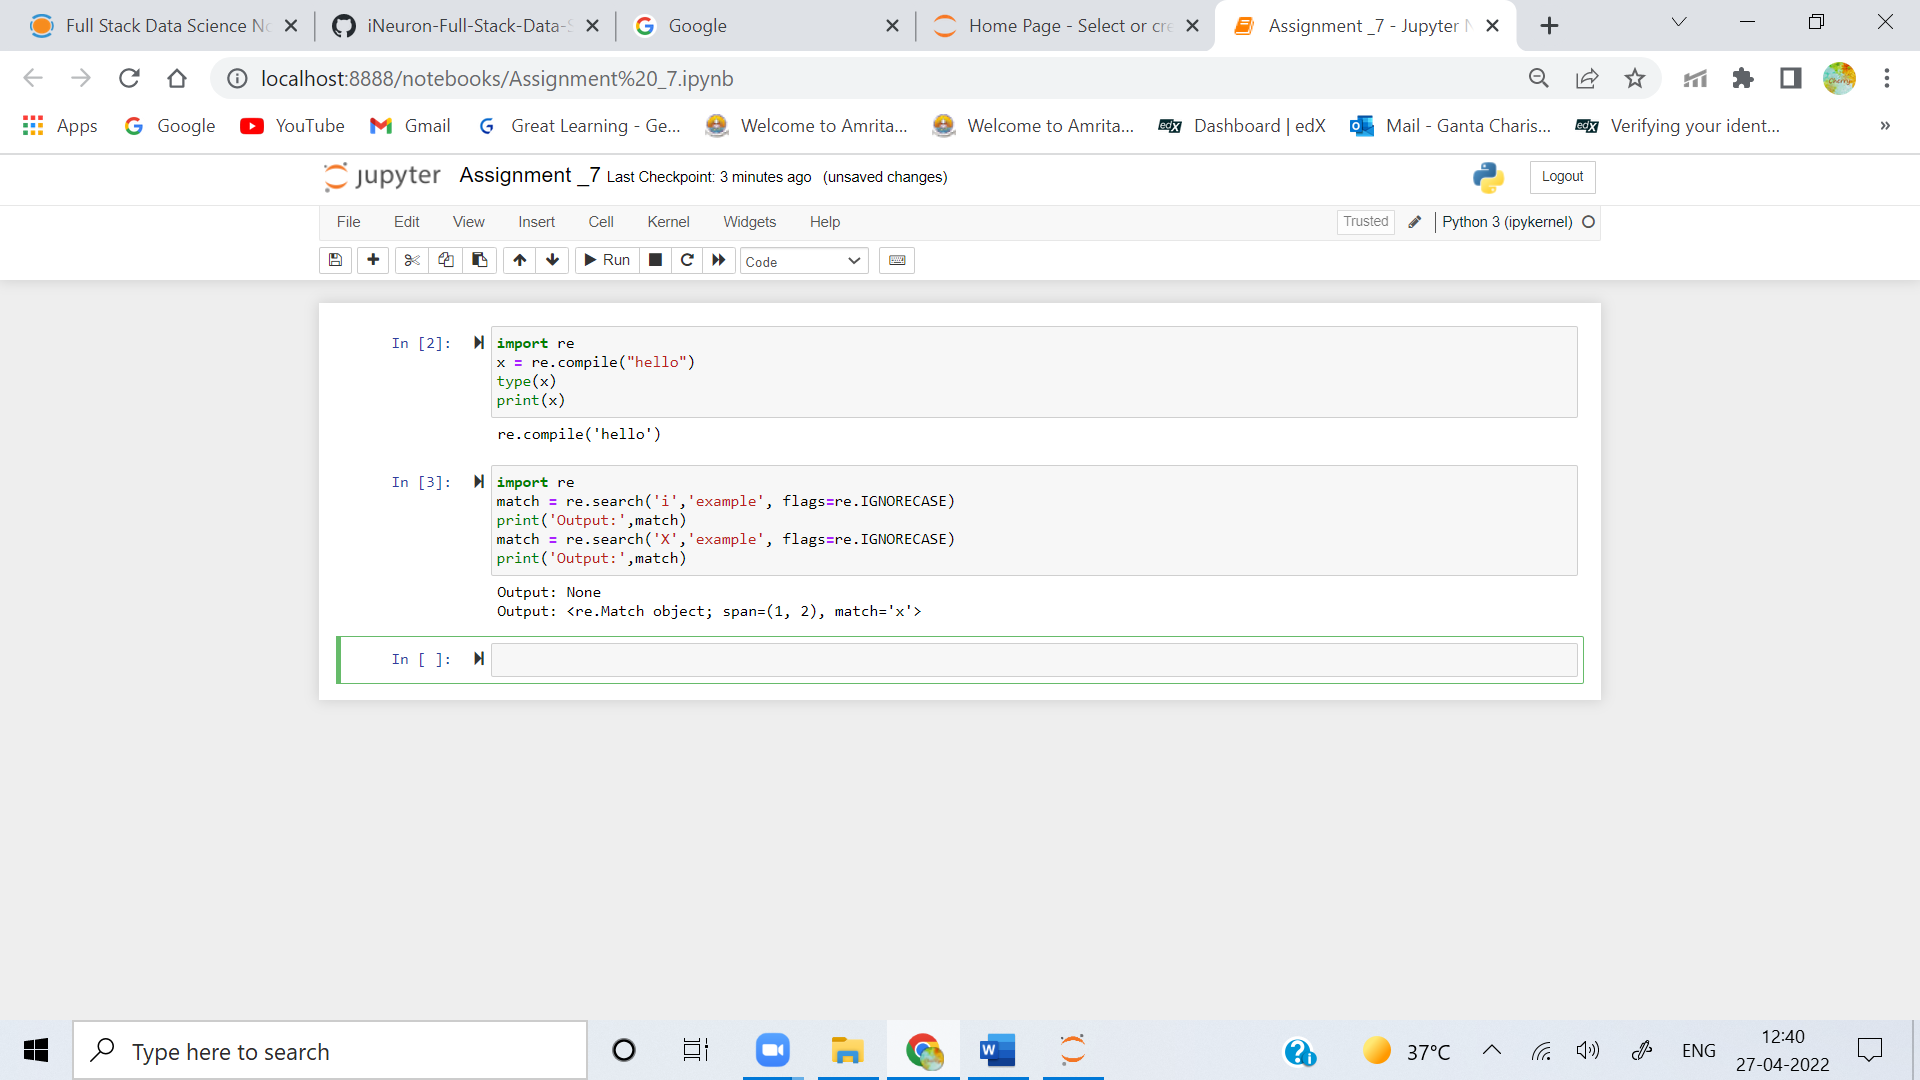 Full Stack Data Science No
iNeuron-Full-Stack-Data-S
Google
Home Page - Select or cre
Assignment _7 - Jupyter N
localhost:8888/notebooks/Assignment%20_7.ipynb
Apps
Google
YouTube
Gmail
Great Learning - Ge...
Welcome to Amrita...
Welcome to Amrita...
Dashboard | edX
Mail - Ganta Charis...
Verifying your ident...
»
jupyter Assignment _7 Last Checkpoint: 3 minutes ago (unsaved changes)
Logout
File Edit View Insert Cell Kernel Widgets Help
Trusted
Python 3 (ipykernel)
Run
Code
In [2]:
import re
x = re.compile("hello")
type(x)
print(x)
re.compile('hello')
In [3]:
import re
match = re.search('i','example', flags=re.IGNORECASE)
print('Output:',match)
match = re.search('X','example', flags=re.IGNORECASE)
print('Output:',match)
Output: None
Output: <re.Match object; span=(1, 2), match='x'>
In [ ]:
Type here to search
37°C
ENG
12:40
27-04-2022